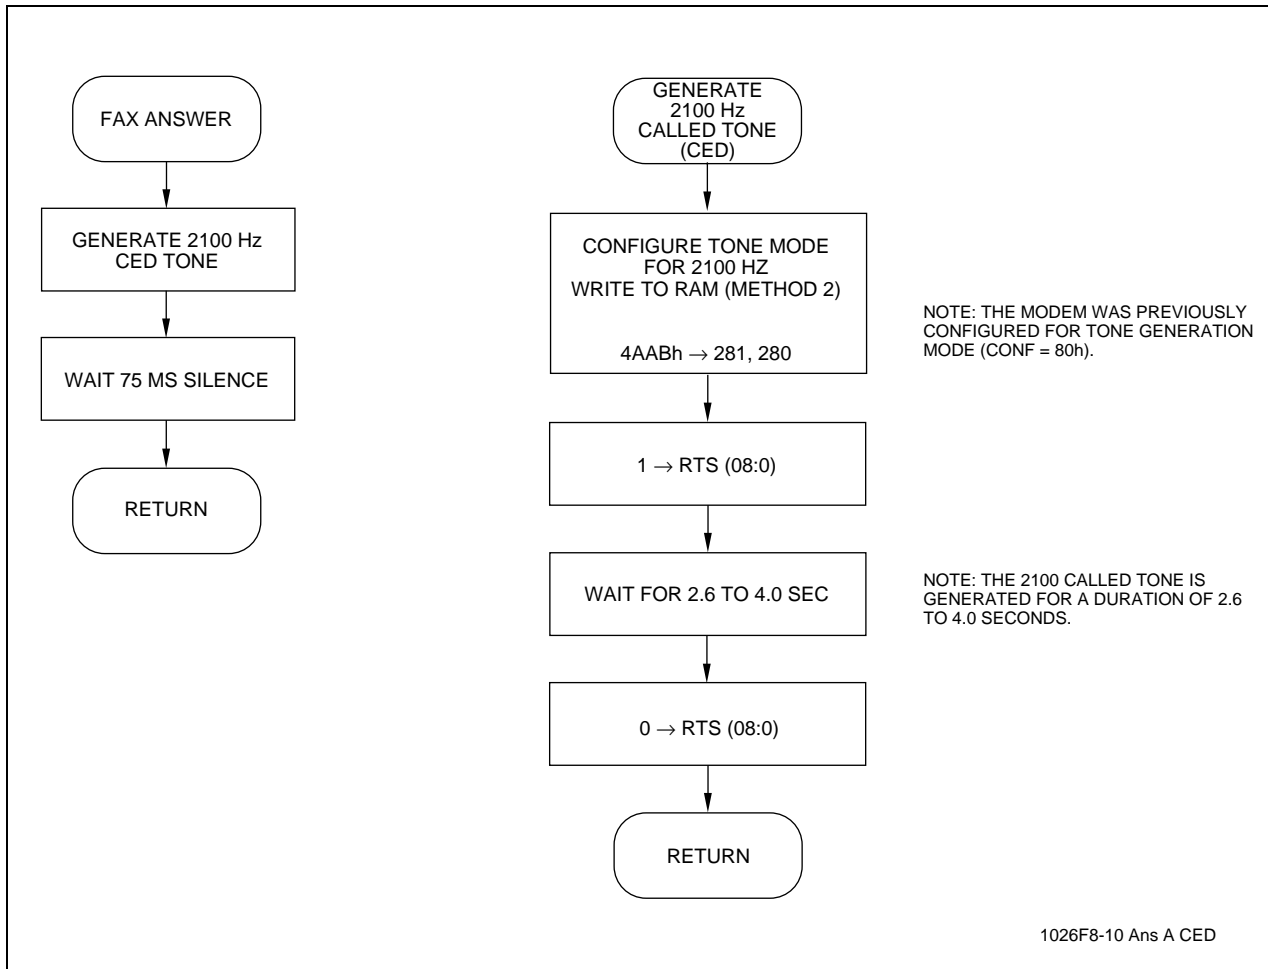 FAX ANSWER
GENERATE 2100 Hz
CED TONE
WAIT 75 MS SILENCE
RETURN
GENERATE
2100 Hz
CALLED TONE
(CED)
CONFIGURE TONE MODE
FOR 2100 HZ
WRITE TO RAM (METHOD 2)
4AABh → 281, 280
NOTE: THE MODEM WAS PREVIOUSLY
CONFIGURED FOR TONE GENERATION
MODE (CONF = 80h).
1 → RTS (08:0)
WAIT FOR 2.6 TO 4.0 SEC
NOTE: THE 2100 CALLED TONE IS
GENERATED FOR A DURATION OF 2.6
TO 4.0 SECONDS.
0 → RTS (08:0)
RETURN
1026F8-10 Ans A CED